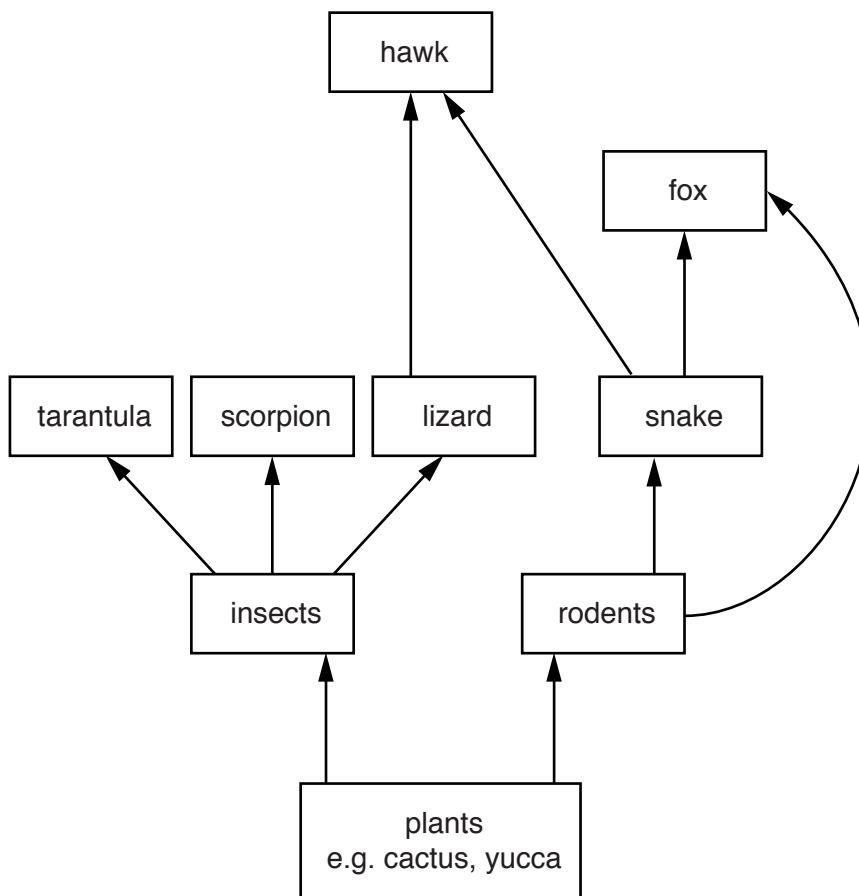 hawk
fox
tarantula
scorpion
lizard
snake
insects
rodents
plants
e.g. cactus, yucca